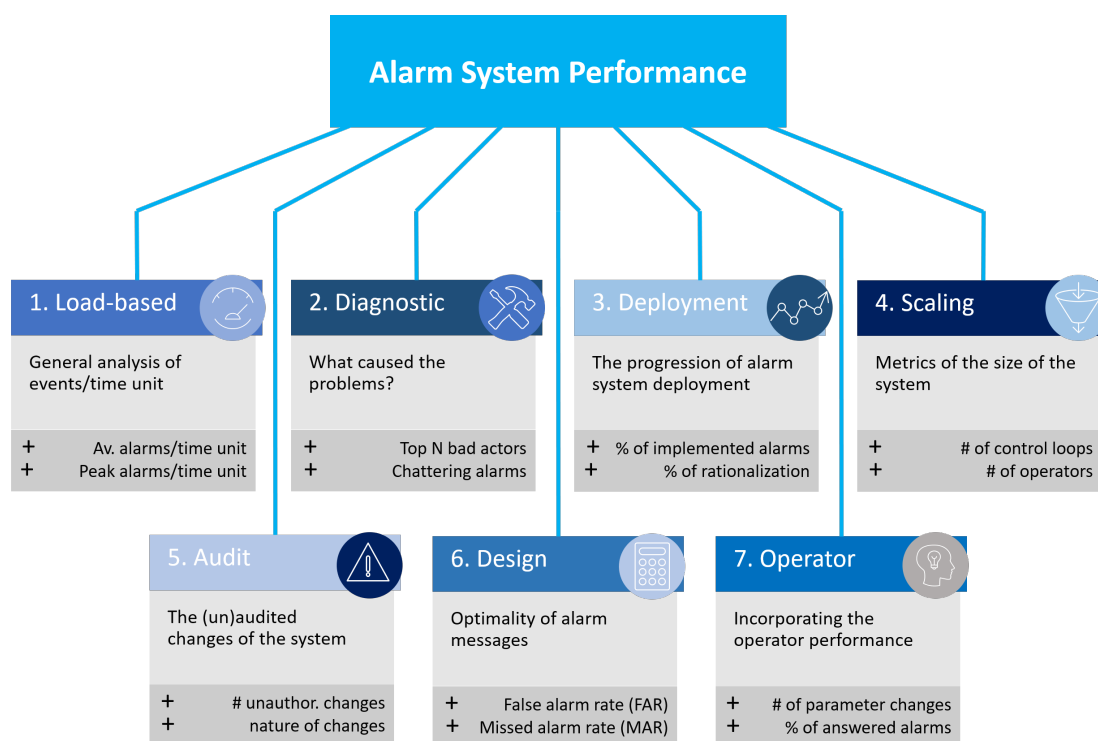 Alarm System Performance
1. Load-based
General analysis of
events/time unit
+ Av. alarms/time unit
+ Peak alarms/time unit
2. Diagnostic
What caused the
problems?
+ Top N bad actors
+ Chattering alarms
3. Deployment
The progression of alarm
system deployment
+ % of implemented alarms
+ % of rationalization
4. Scaling
Metrics of the size of the
system
+ # of control loops
+ # of operators
5. Audit
The (un)audited
changes of the system
+ # unauthor. changes
+ nature of changes
6. Design
Optimality of alarm
messages
+ False alarm rate (FAR)
+ Missed alarm rate (MAR)
7. Operator
Incorporating the
operator performance
+ # of parameter changes
+ % of answered alarms